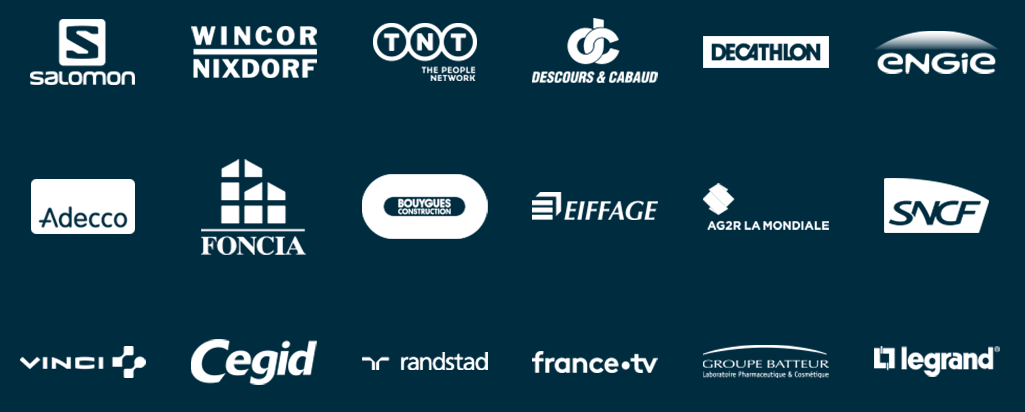 S
salomon
WINCOR
NIXDORF
TNT
THE PEOPLE
NETWORK
dc
DESCOURS & CABAUD
DECATHLON
ENGIE
Adecco
FONCIA
BOUYGUES
CONSTRUCTION
EIFFAGE
AG2R LA MONDIALE
SNCF
VINCI
Cegid
randstad
france•tv
GROUPE BATTEUR
Laboratoire Pharmaceutique & Cosmétique
legrand®